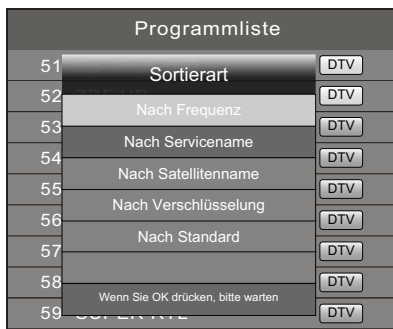 Programmliste
51 DTV
Sortierart
52 DTV
Nach Frequenz
53 DTV
Nach Servicename
54 DTV
Nach Satellitenname
55 DTV
Nach Verschlüsselung
56 DTV
Nach Standard
57 DTV
58 DTV
Wenn Sie OK drücken, bitte warten
59 DTV